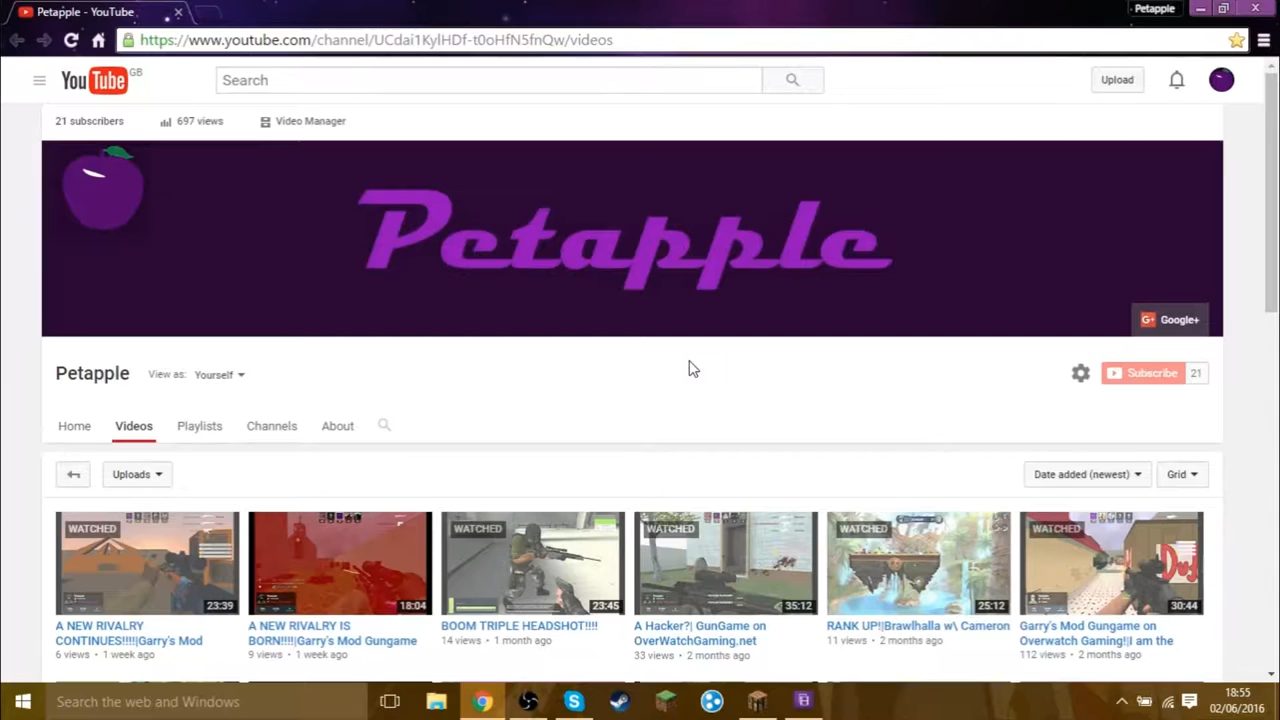 Petapple - YouTube
Petapple
https://www.youtube.com/channel/UCdai1KylHDf-t0oHfN5fnQw/videos
YouTube GB
Search
Upload
21 subscribers
697 views
Video Manager
Petapple
G+ Google+
Petapple
View as: Yourself
Subscribe 21
Home
Videos
Playlists
Channels
About
Uploads
Date added (newest)
Grid
WATCHED
23:39
18:04
WATCHED
23:45
WATCHED
35:12
WATCHED
25:12
WATCHED
30:44
A NEW RIVALRY
CONTINUES!!!!|Garry's Mod
6 views • 1 week ago
A NEW RIVALRY IS
BORN!!!!|Garry's Mod Gungame
9 views • 1 week ago
BOOM TRIPLE HEADSHOT!!!!
14 views • 1 month ago
A Hacker?| GunGame on
OverWatchGaming.net
33 views • 2 months ago
RANK UP!|Brawlhalla w\ Cameron
11 views • 2 months ago
Garry's Mod Gungame on
Overwatch Gaming!|I am the
112 views • 2 months ago
Search the web and Windows
18:55
02/06/2016